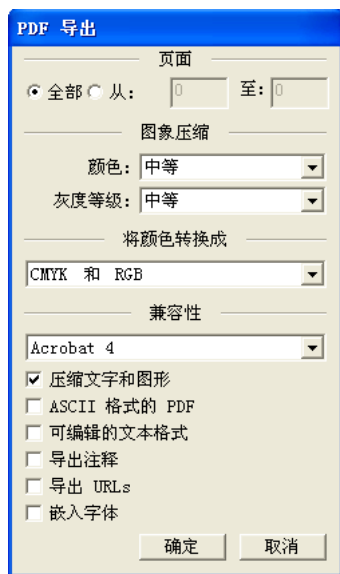 PDF 导出
页面
全部 从: 0 至: 0
图象压缩
颜色: 中等
灰度等级: 中等
将颜色转换成
CMYK 和 RGB
兼容性
Acrobat 4
压缩文字和图形
ASCII 格式的 PDF
可编辑的文本格式
导出注释
导出 URLs
嵌入字体
确定 取消